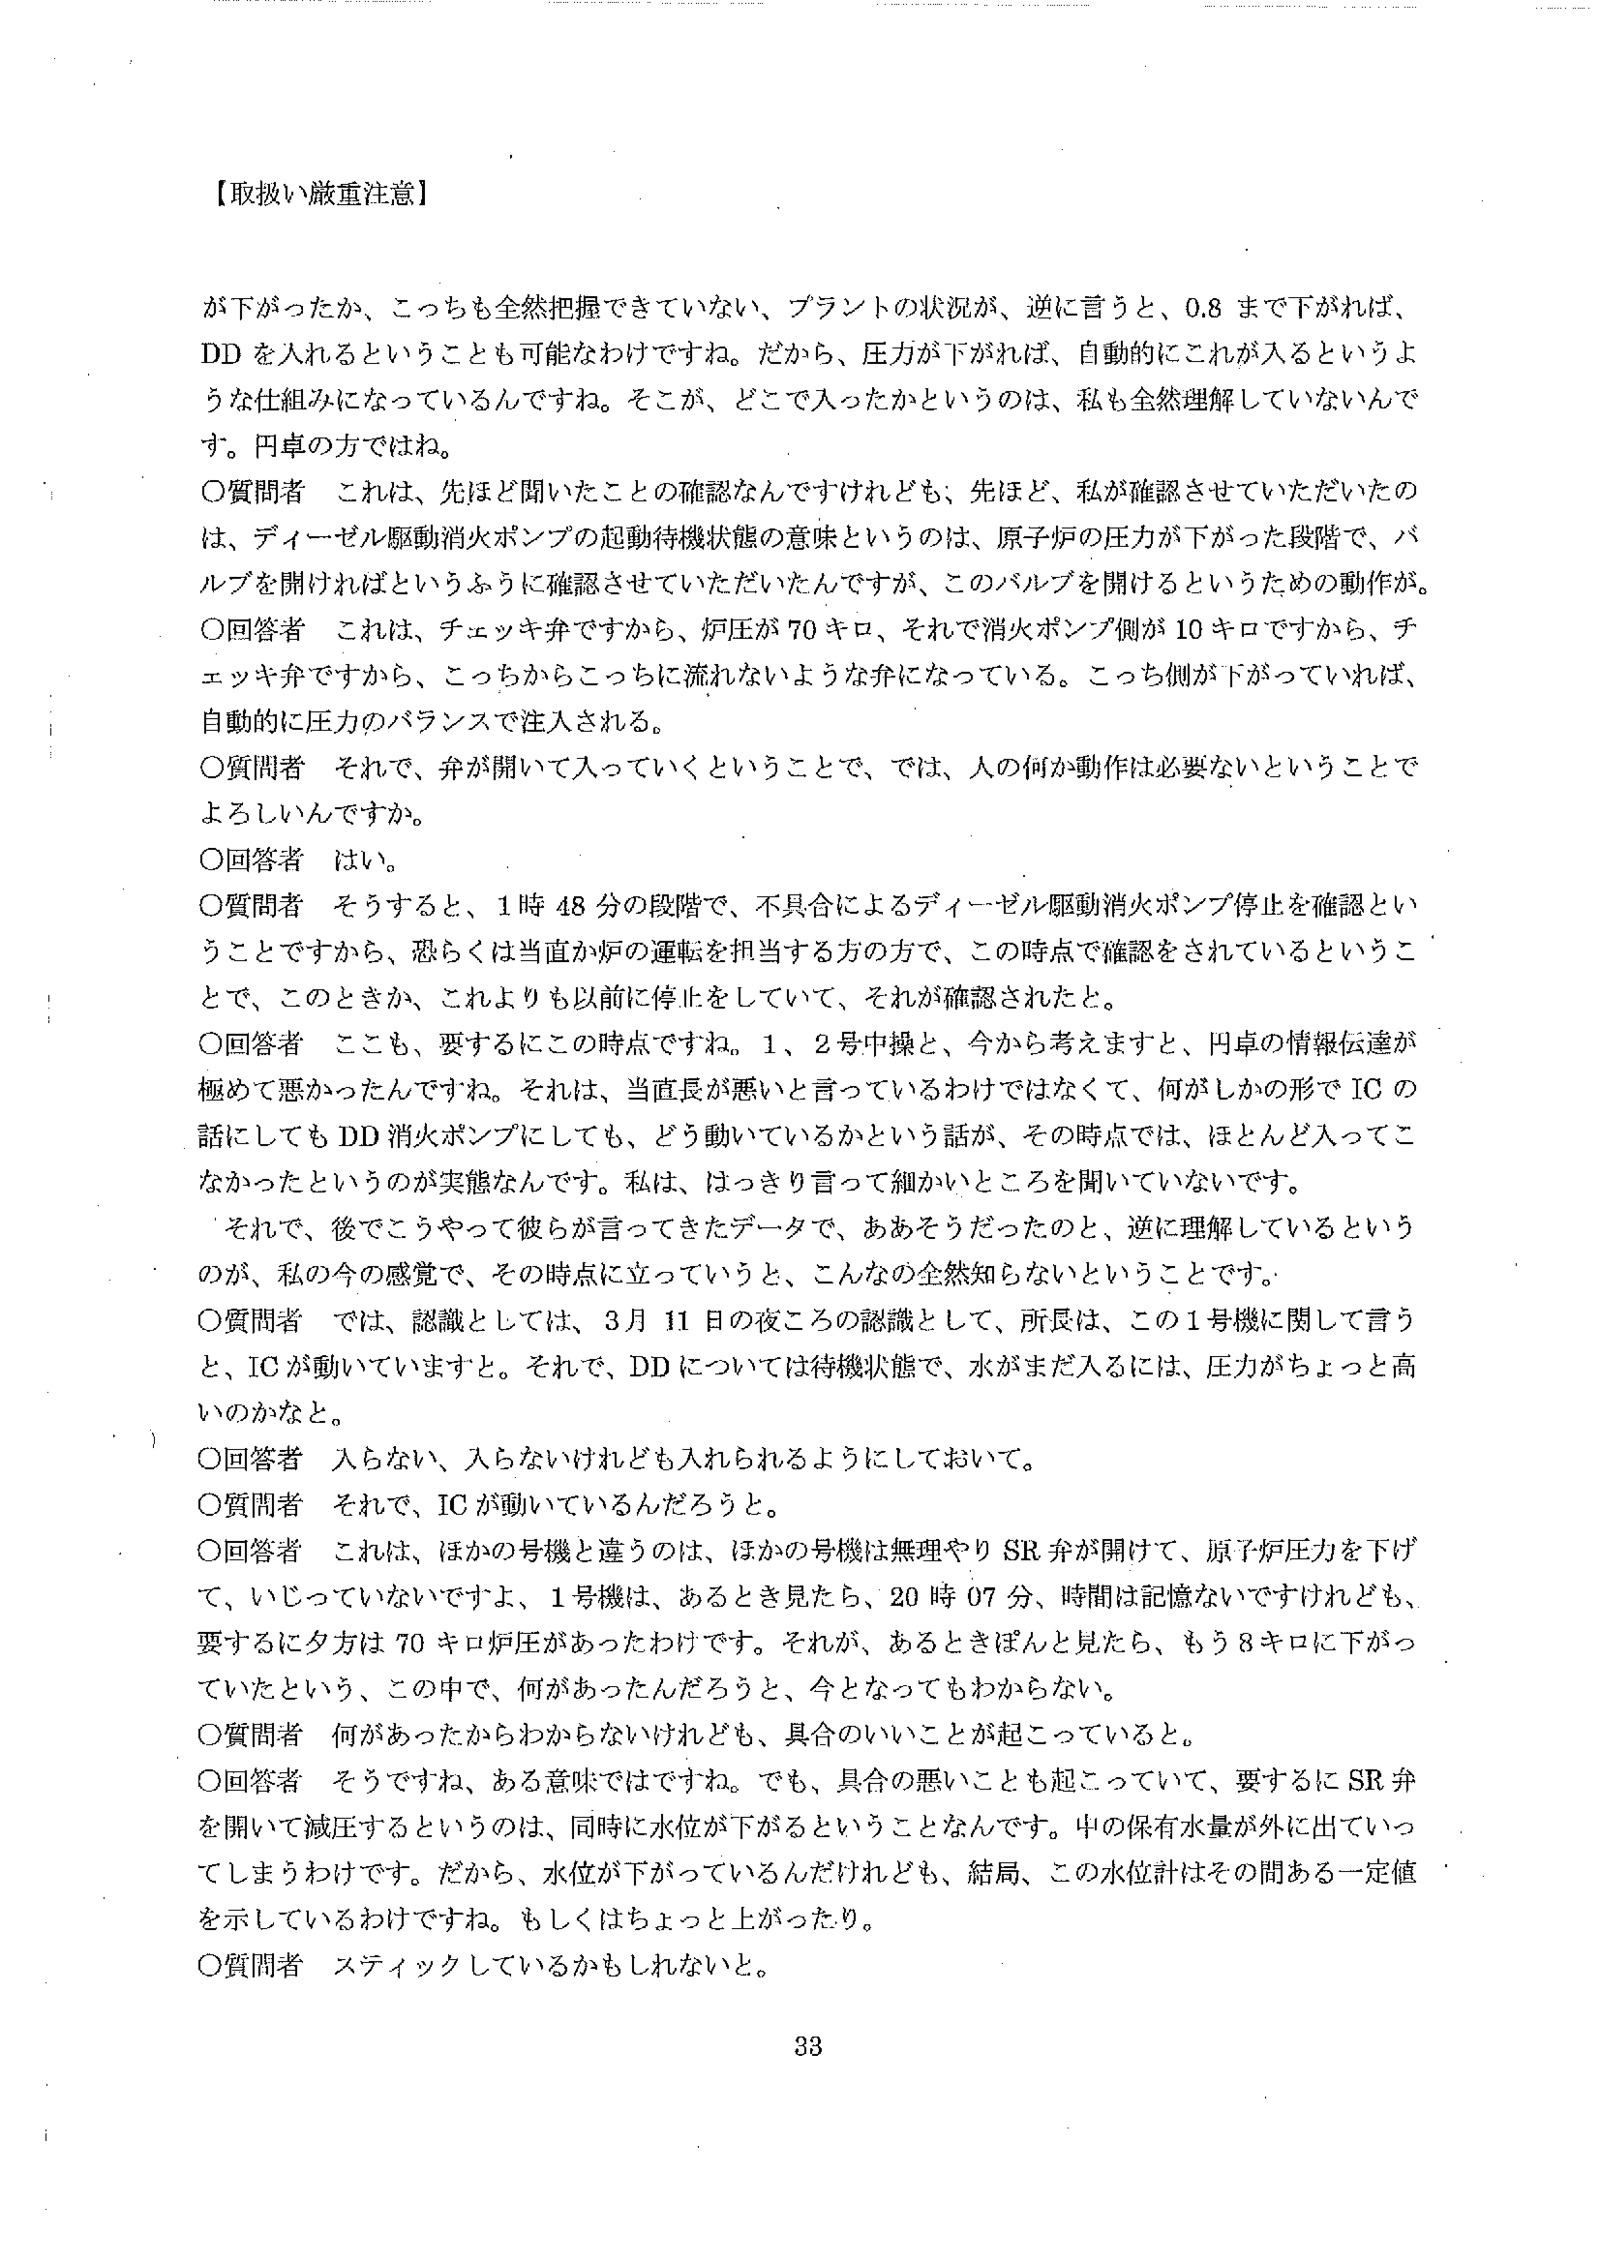 【取扱い厳重注意】
が下がったか、こっちも全然把握できていない、プラントの状況が、逆に言うと、0.8 まで下がれば、
DD を入れるということも可能なわけですね。だから、圧力が下がれば、自動的にこれが入るというよ
うな仕組みになっているんですね。そこが、どこで入ったかというのは、私も全然理解していないんで
す。円卓の方ではね。
○質問者　これは、先ほど聞いたことの確認なんですけれども、先ほど、私が確認させていただいたの
は、ディーゼル駆動消火ポンプの起動待機状態の意味というのは、原子炉の圧力が下がった段階で、バ
ルブを開ければというふうに確認させていただいたんですが、このバルブを開けるというための動作が。
○回答者　これは、チェッキ弁ですから、炉圧が 70 キロ、それで消火ポンプ側が 10 キロですから、チ
ェッキ弁ですから、こっちからこっちに流れないような弁になっている。こっち側が下がっていれば、
自動的に圧力のバランスで注入される。
○質問者　それで、弁が開いて入っていくということで、では、人の何か動作は必要ないということで
よろしいんですか。
○回答者　はい。
○質問者　そうすると、1時 48 分の段階で、不具合によるディーゼル駆動消火ポンプ停止を確認とい
うことですから、恐らくは当直か炉の運転を担当する方の方で、この時点で確認をされているというこ
とで、このときか、これよりも以前に停止をしていて、それが確認されたと。
○回答者　ここも、要するにこの時点ですね。1、2号中操と、今から考えますと、円卓の情報伝達が
極めて悪かったんですね。それは、当直長が悪いと言っているわけではなくて、何がしかの形で IC の
話にしても DD 消火ポンプにしても、どう動いているかという話が、その時点では、ほとんど入ってこ
なかったというのが実態なんです。私は、はっきり言って細かいところを聞いていないです。
　それで、後でこうやって彼らが言ってきたデータで、ああそうだったのと、逆に理解しているという
のが、私の今の感覚で、その時点に立っていうと、こんなの全然知らないということです。
○質問者　では、認識としては、3月 11 日の夜ころの認識として、所長は、この1号機に関して言う
と、IC が動いていますと。それで、DD については待機状態で、水がまだ入るには、圧力がちょっと高
いのかなと。
○回答者　入らない、入らないけれども入れられるようにしておいて。
○質問者　それで、IC が動いているんだろうと。
○回答者　これは、ほかの号機と違うのは、ほかの号機は無理やり SR 弁が開けて、原子炉圧力を下げ
て、いじっていないですよ、1号機は、あるとき見たら、20 時 07 分、時間は記憶ないですけれども、
要するに夕方は 70 キロ炉圧があったわけです。それが、あるときぽんと見たら、もう8キロに下がっ
ていたという、この中で、何があったんだろうと、今となってもわからない。
○質問者　何があったからわからないけれども、具合のいいことが起こっていると。
○回答者　そうですね、ある意味ではですね。でも、具合の悪いことも起こっていて、要するに SR 弁
を開いて減圧するというのは、同時に水位が下がるということなんです。中の保有水量が外に出ていっ
てしまうわけです。だから、水位が下がっているんだけれども、結局、この水位計はその間ある一定値
を示しているわけですね。もしくはちょっと上がったり。
○質問者　スティックしているかもしれないと。
33